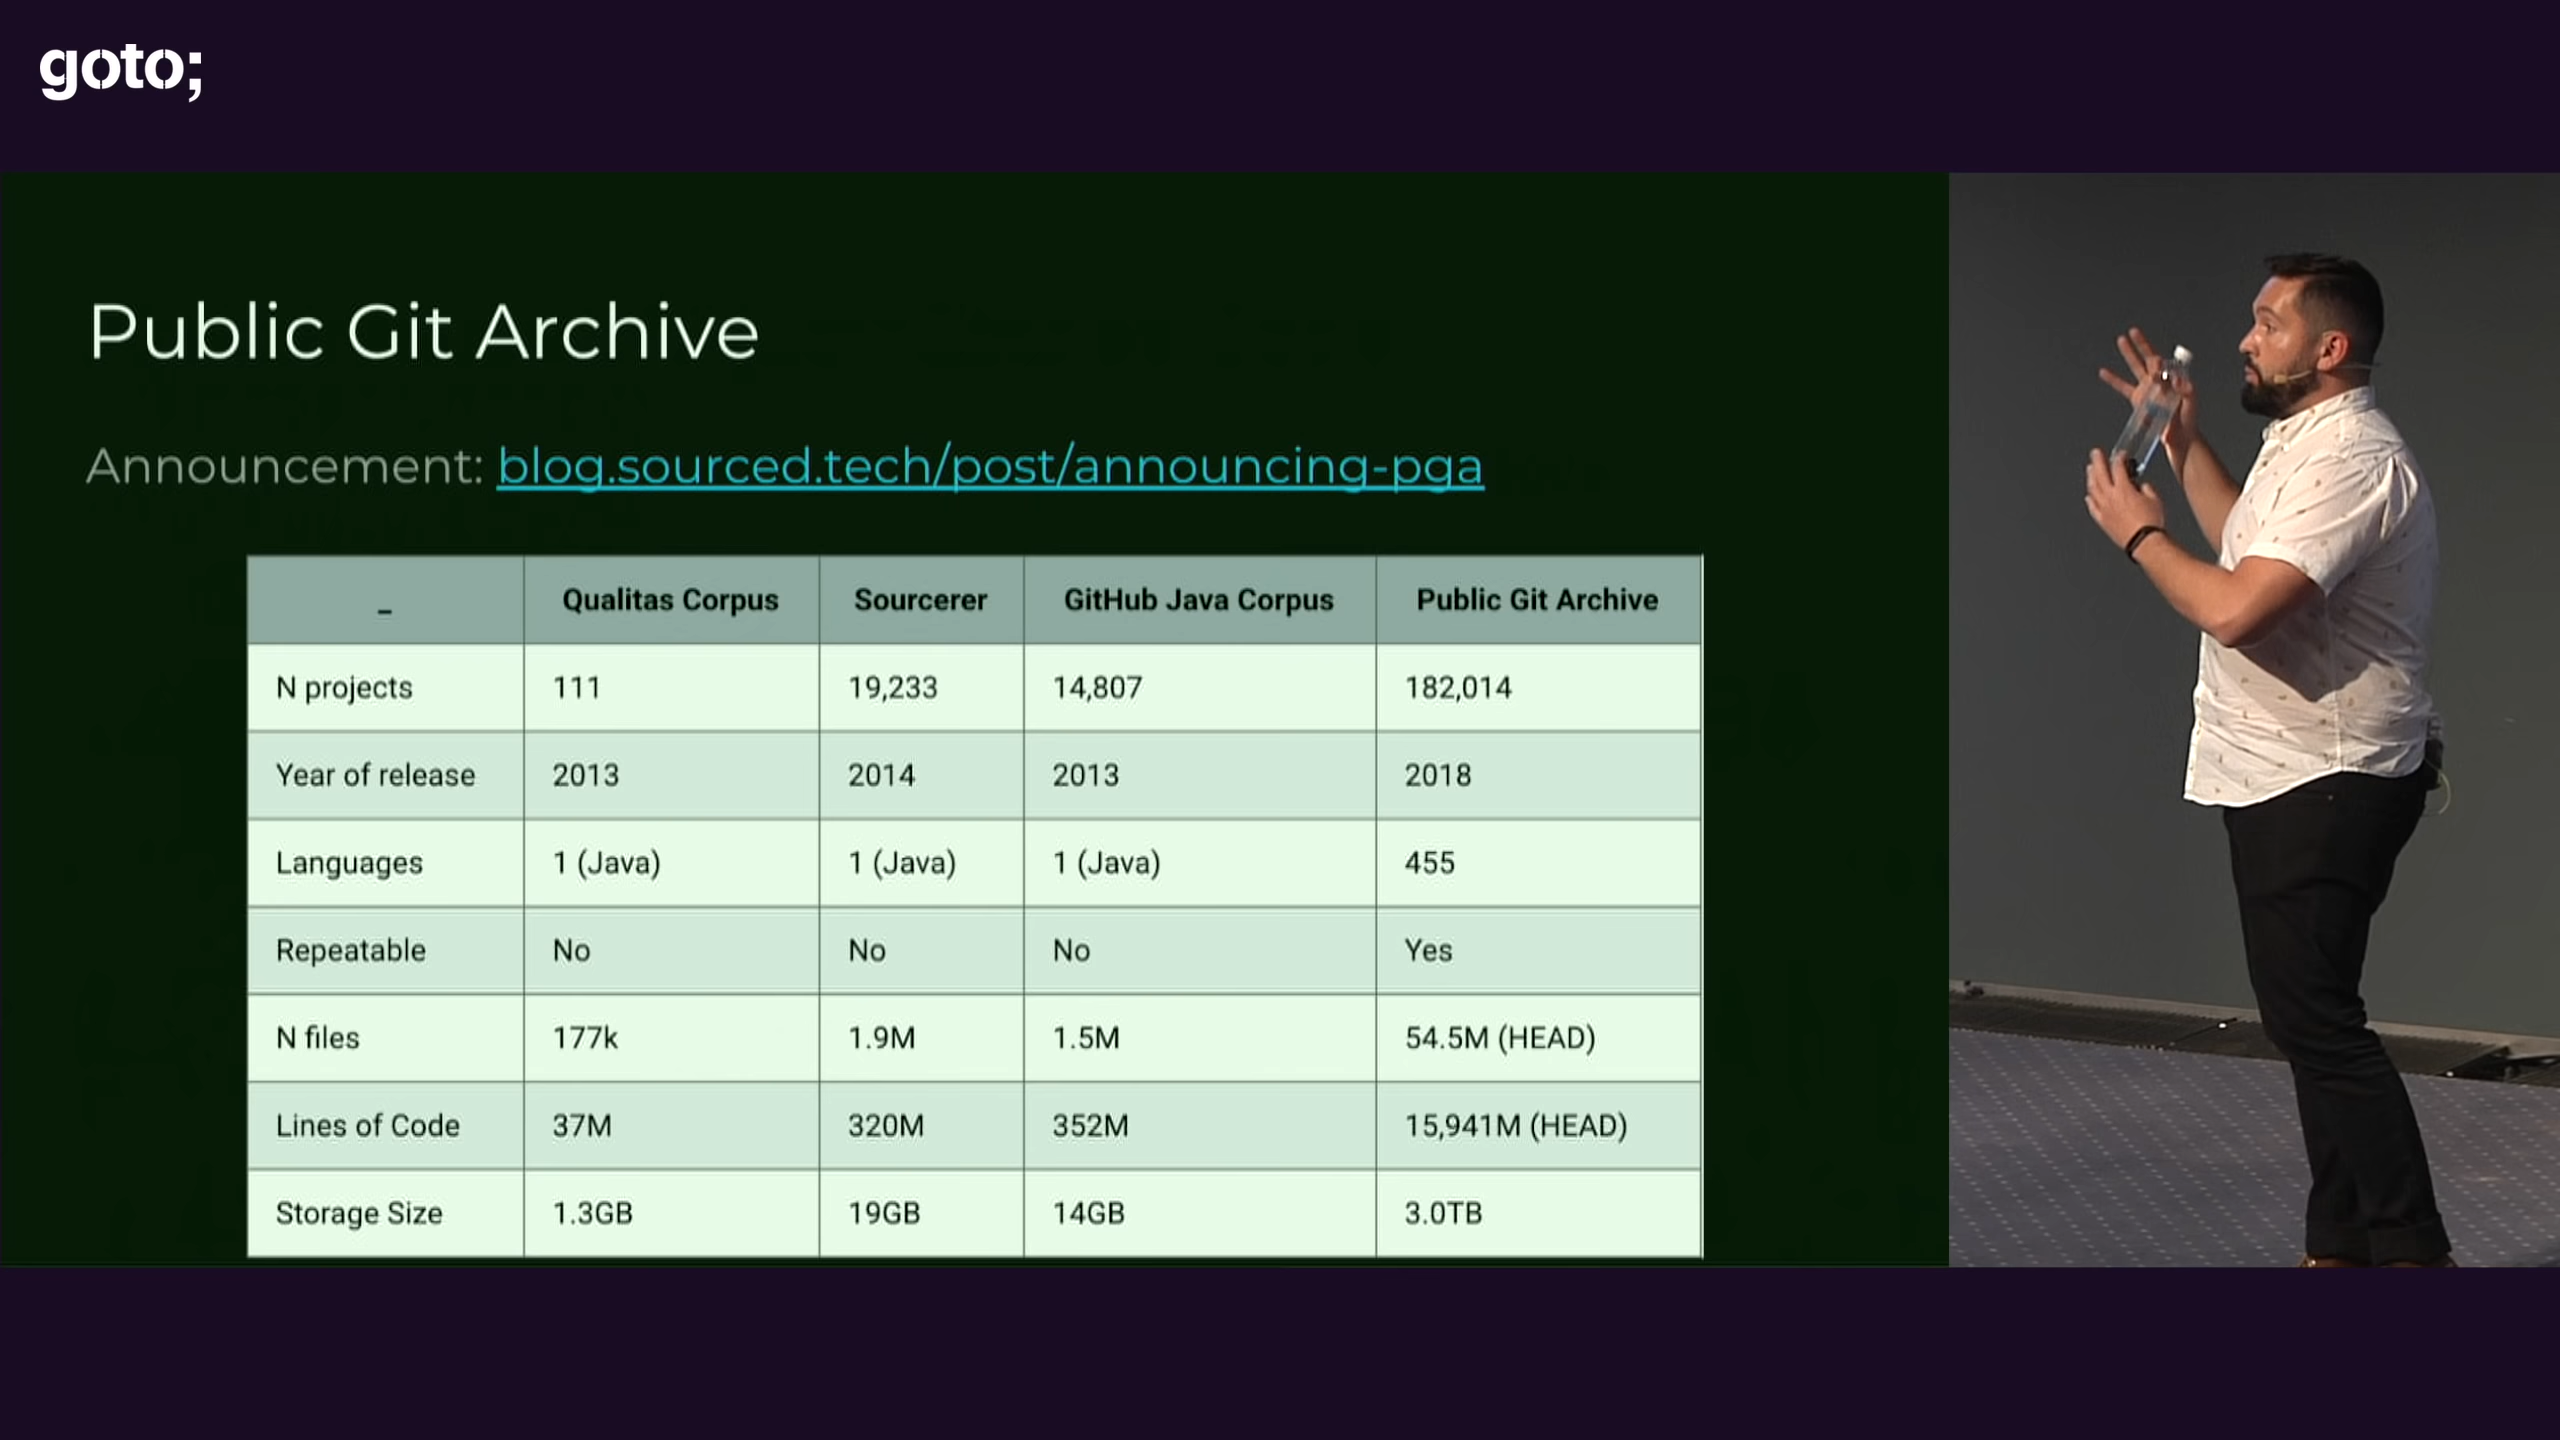 goto;
Public Git Archive
Announcement: blog.sourced.tech/post/announcing-pga
_ Qualitas Corpus Sourcerer GitHub Java Corpus Public Git Archive
N projects 111 19,233 14,807 182,014
Year of release 2013 2014 2013 2018
Languages 1 (Java) 1 (Java) 1 (Java) 455
Repeatable No No No Yes
N files 177k 1.9M 1.5M 54.5M (HEAD)
Lines of Code 37M 320M 352M 15,941M (HEAD)
Storage Size 1.3GB 19GB 14GB 3.0TB